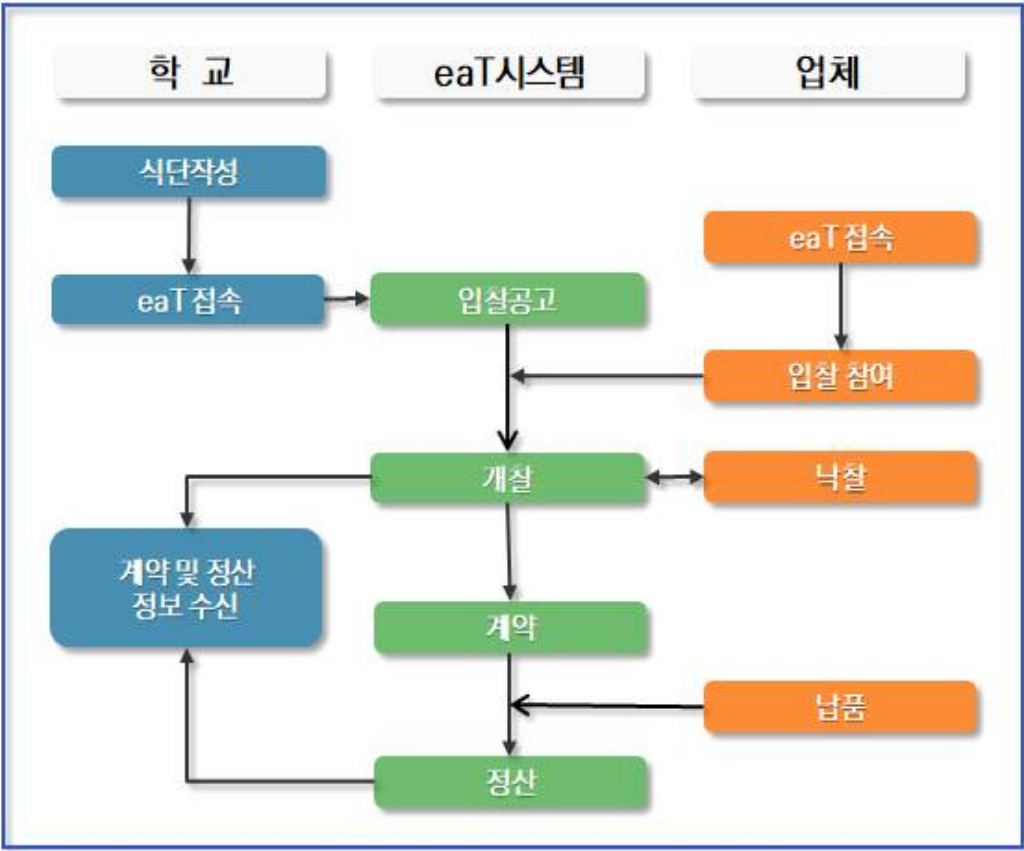 학 교
eaT시스템
업체
식단작성
eaT 접속
eaT 접속
입찰공고
입찰 참여
개찰
낙찰
계약 및 정산
정보 수신
계약
납품
정산